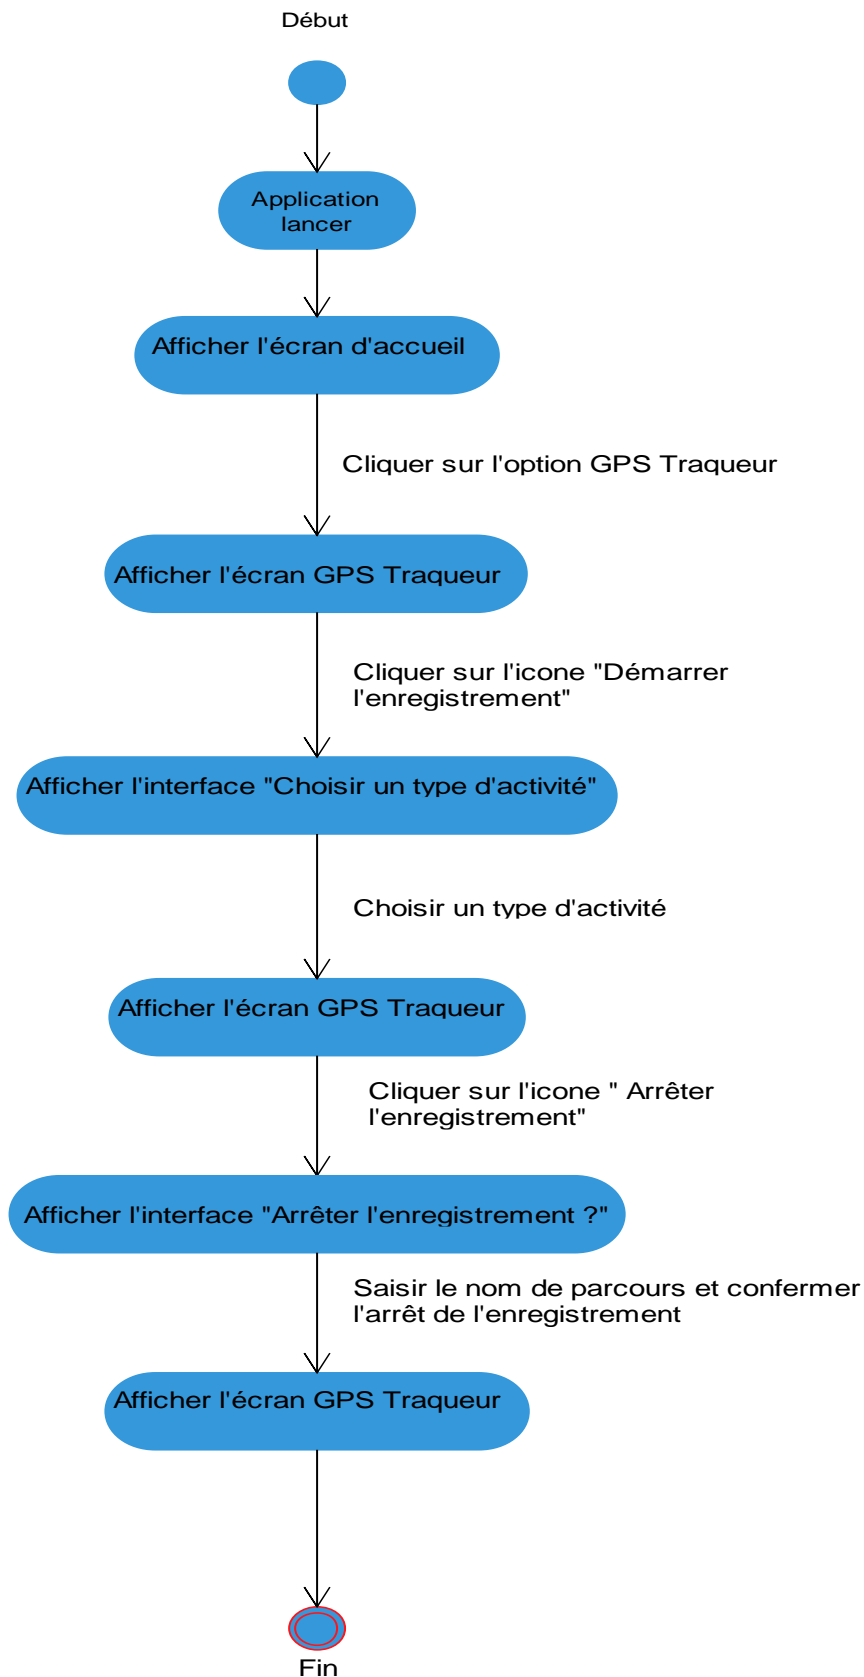 Début
Application
lancer
Afficher l'écran d'accueil
Cliquer sur l'option GPS Traqueur
Afficher l'écran GPS Traqueur
Cliquer sur l'icone "Démarrer
l'enregistrement"
Afficher l'interface "Choisir un type d'activité"
Choisir un type d'activité
Afficher l'écran GPS Traqueur
Cliquer sur l'icone " Arrêter
l'enregistrement"
Afficher l'interface "Arrêter l'enregistrement ?"
Saisir le nom de parcours et confermer
l'arrêt de l'enregistrement
Afficher l'écran GPS Traqueur
Fin